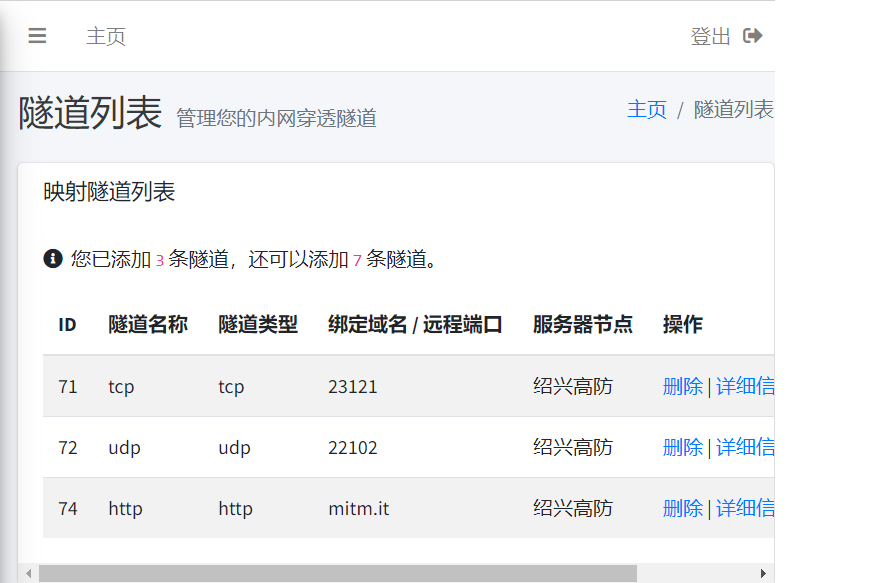 主页 登出
隧道列表 管理您的内网穿透隧道 主页 / 隧道列表
映射隧道列表
您已添加 3 条隧道，还可以添加 7 条隧道。
ID 隧道名称 隧道类型 绑定域名 / 远程端口 服务器节点 操作
71 tcp tcp 23121 绍兴高防 删除 | 详细信
72 udp udp 22102 绍兴高防 删除 | 详细信
74 http http mitm.it 绍兴高防 删除 | 详细信